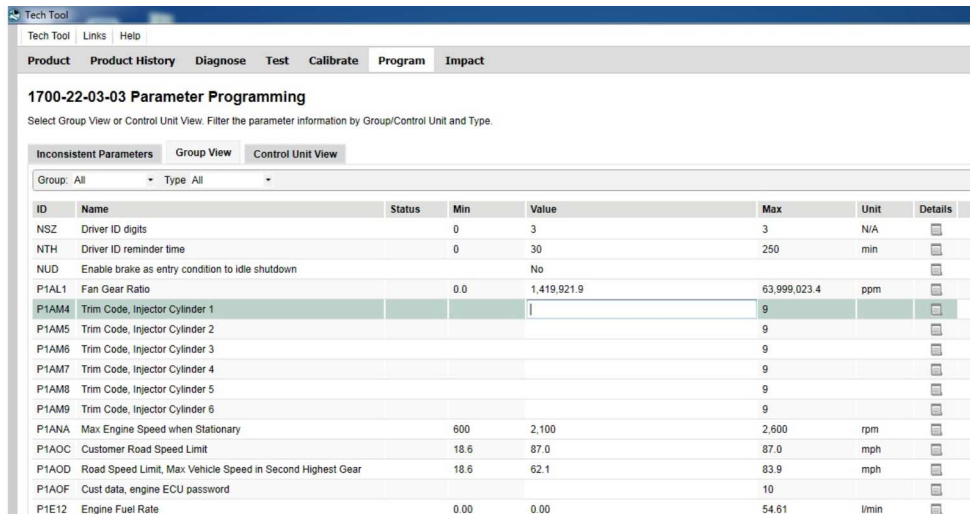 Tech Tool
Tech Tool Links Help
Product Product History Diagnose Test Calibrate Program Impact
1700-22-03-03 Parameter Programming
Select Group View or Control Unit View. Filter the parameter information by Group/Control Unit and Type.
Inconsistent Parameters Group View Control Unit View
Group: All Type All
ID Name Status Min Value Max Unit Details
NSZ Driver ID digits 0 3 3 N/A
NTH Driver ID reminder time 0 30 250 min
NUD Enable brake as entry condition to idle shutdown No
P1AL1 Fan Gear Ratio 0.0 1,419,921.9 63,999,023.4 ppm
P1AM4 Trim Code, Injector Cylinder 1 9
P1AM5 Trim Code, Injector Cylinder 2 9
P1AM6 Trim Code, Injector Cylinder 3 9
P1AM7 Trim Code, Injector Cylinder 4 9
P1AM8 Trim Code, Injector Cylinder 5 9
P1AM9 Trim Code, Injector Cylinder 6 9
P1ANA Max Engine Speed when Stationary 600 2,100 2,600 rpm
P1AOC Customer Road Speed Limit 18.6 87.0 87.0 mph
P1AOD Road Speed Limit, Max Vehicle Speed in Second Highest Gear 18.6 62.1 83.9 mph
P1AOF Cust data, engine ECU password 10
P1E12 Engine Fuel Rate 0.00 0.00 54.61 l/min